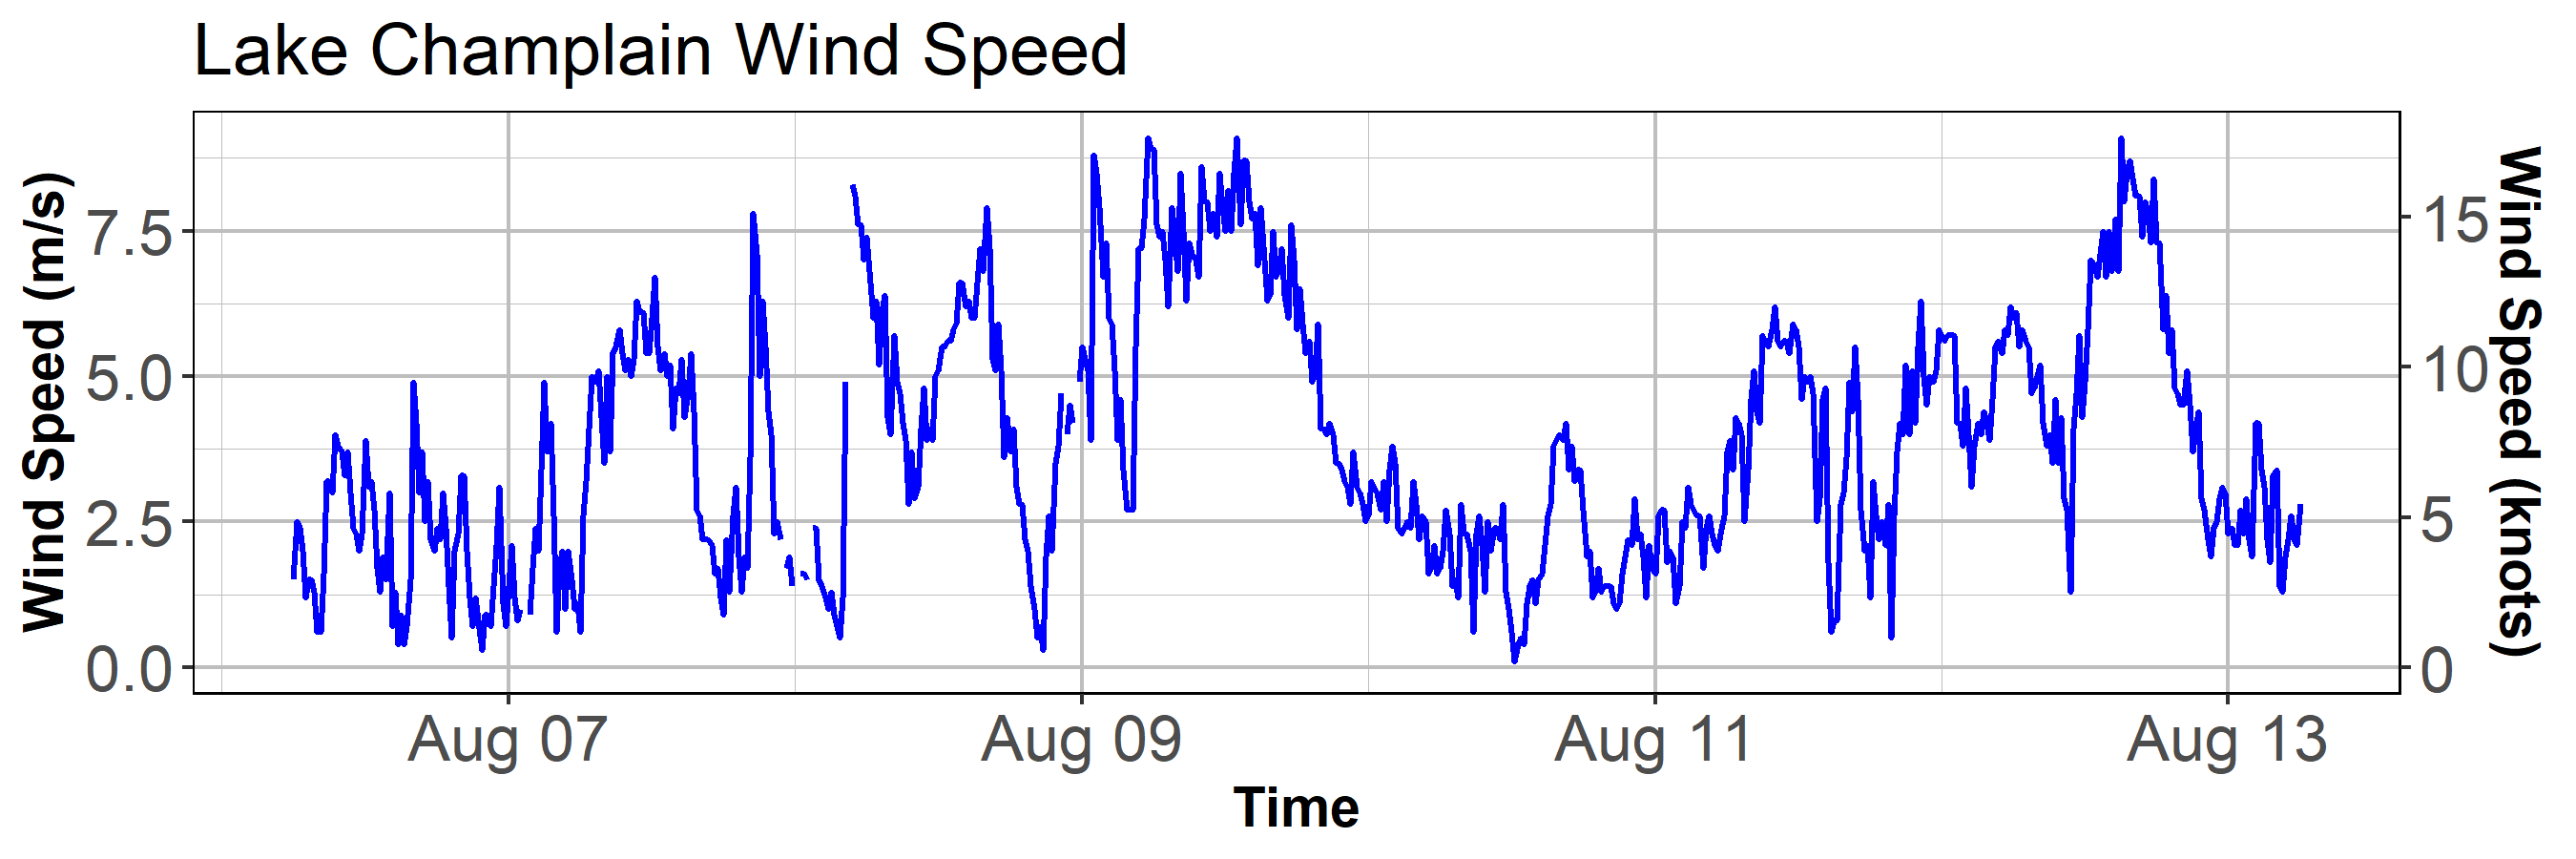 Lake Champlain Wind Speed
Wind Speed (m/s)
7.5
5.0
2.5
0.0
15
10
5
0
Wind Speed (knots)
Aug 07
Aug 09
Aug 11
Aug 13
Time